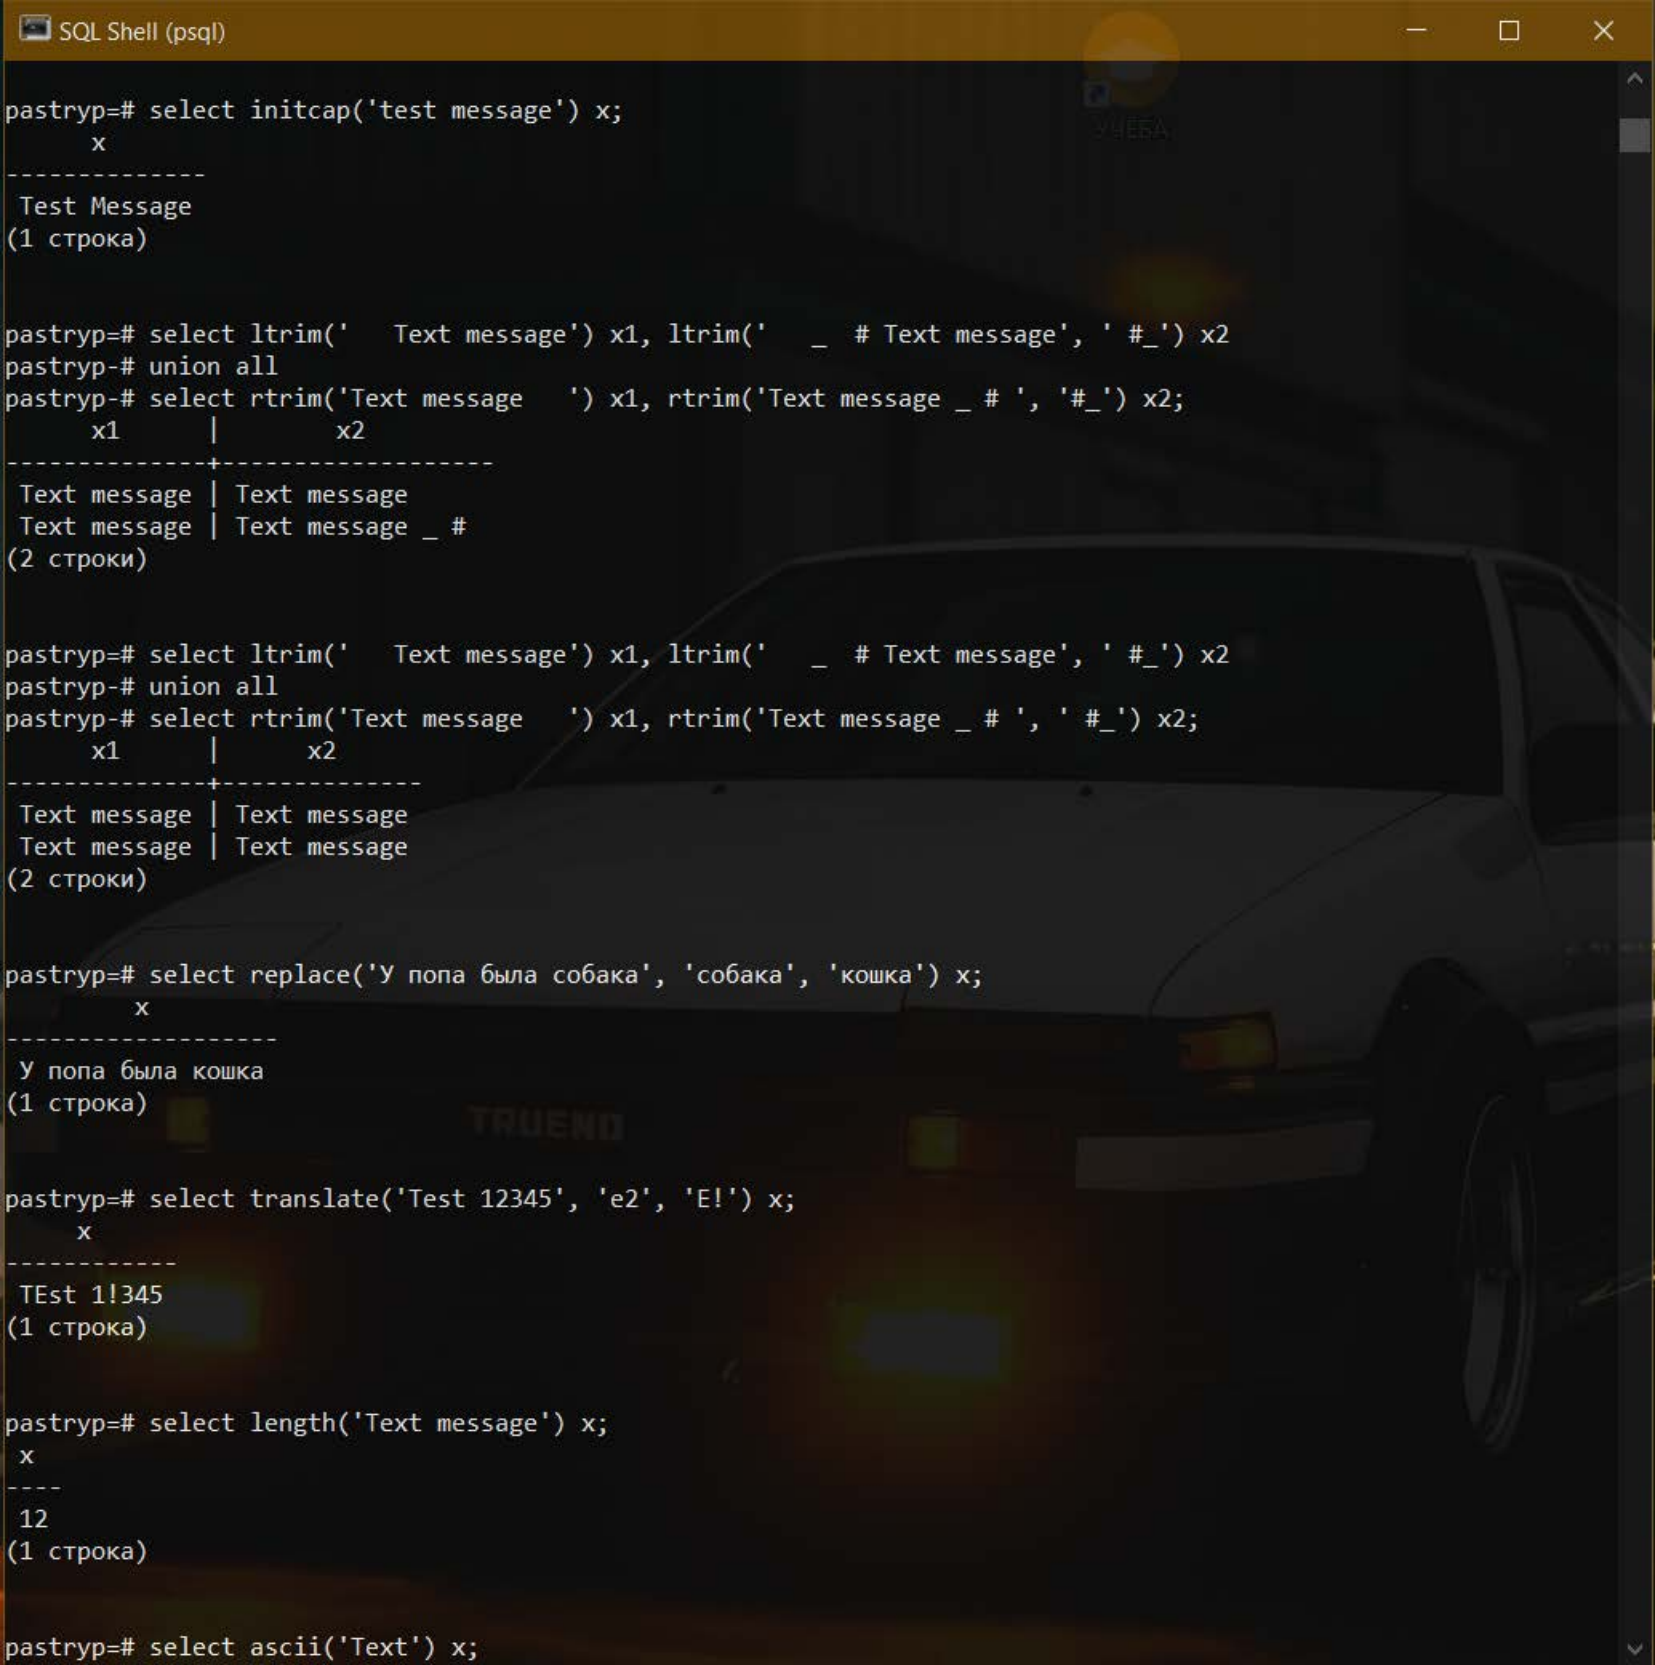 SQL Shell (psql)
УЧЕБА
pastryp=# select initcap('test message') x;
      x
--------------
 Test Message
(1 строка)
pastryp=# select ltrim('   Text message') x1, ltrim('   _  # Text message', ' #_') x2
pastryp-# union all
pastryp-# select rtrim('Text message   ') x1, rtrim('Text message _ # ', '#_') x2;
      x1      |        x2
--------------+-------------------
 Text message | Text message
 Text message | Text message _ #
(2 строки)
pastryp=# select ltrim('   Text message') x1, ltrim('   _  # Text message', ' #_') x2
pastryp-# union all
pastryp-# select rtrim('Text message   ') x1, rtrim('Text message _ # ', ' #_') x2;
      x1      |      x2
--------------+--------------
 Text message | Text message
 Text message | Text message
(2 строки)
pastryp=# select replace('У попа была собака', 'собака', 'кошка') x;
         x
-------------------
 У попа была кошка
(1 строка)
TRUENO
pastryp=# select translate('Test 12345', 'e2', 'E!') x;
     x
------------
 TEst 1!345
(1 строка)
pastryp=# select length('Text message') x;
 x
----
 12
(1 строка)
pastryp=# select ascii('Text') x;